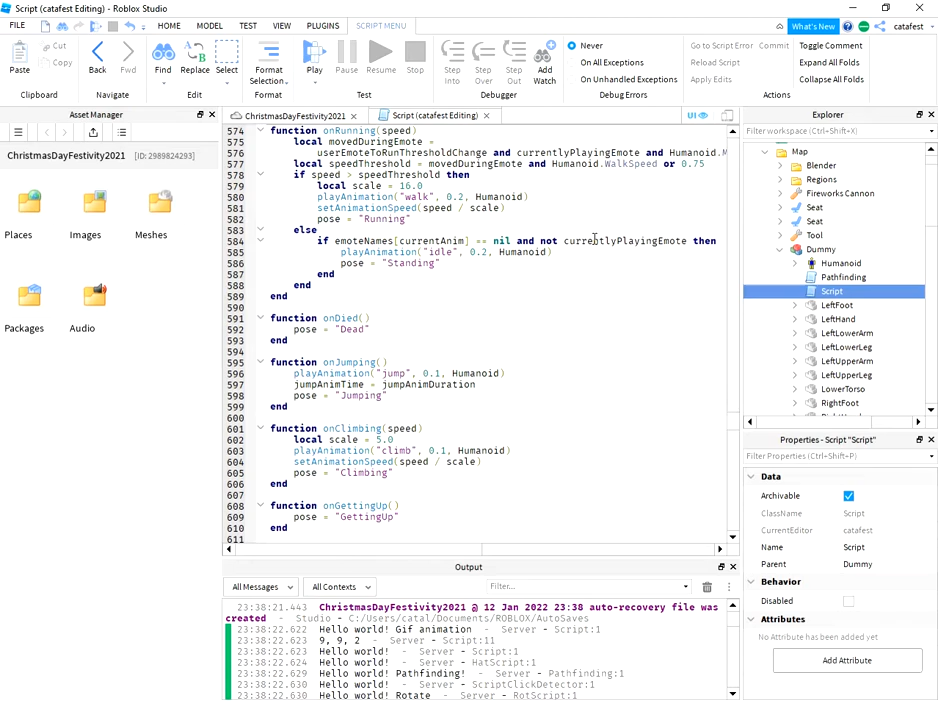 ChristmasDayFestivity2021 (catafest Editing) - Roblox Studio
FILE HOME MODEL TEST VIEW PLUGINS SCRIPT MENU What's New catafest
Paste Cut Copy Back Fwd Find Replace Select Format Selection Play Pause Resume Stop Step Into Step Over Step Out Add Watch
Never
On All Exceptions
On Unhandled Exceptions
Go to Script Error Commit Toggle Comment
Reload Script Expand All Folds
Apply Edits Collapse All Folds
Clipboard Navigate Edit Format Test Debugger Debug Errors Actions
Asset Manager
ChristmasDayFestivity2021 [ID: 2989824293]
Places Images Meshes
Packages Audio
ChristmasDayFestivity2021 Script (catafest Editing) UI
574 function onRunning(speed)
575 local movedDuringEmote =
576 userEmoteToRunThresholdChange and currentlyPlayingEmote and Humanoid.M
577 local speedThreshold = movedDuringEmote and Humanoid.WalkSpeed or 0.75
578 if speed > speedThreshold then
579 local scale = 16.0
580 playAnimation("walk", 0.2, Humanoid)
581 setAnimationSpeed(speed / scale)
582 pose = "Running"
583 else
584 if emoteNames[currentAnim] == nil and not currentlyPlayingEmote then
585 playAnimation("idle", 0.2, Humanoid)
586 pose = "Standing"
587 end
588 end
589 end
590
591 function onDied()
592 pose = "Dead"
593 end
594
595 function onJumping()
596 playAnimation("jump", 0.1, Humanoid)
597 jumpAnimTime = jumpAnimDuration
598 pose = "Jumping"
599 end
600
601 function onClimbing(speed)
602 local scale = 5.0
603 playAnimation("climb", 0.1, Humanoid)
604 setAnimationSpeed(speed / scale)
605 pose = "Climbing"
606 end
607
608 function onGettingUp()
609 pose = "GettingUp"
610 end
611
Output
All Messages All Contexts Filter...
23:38:21.443 ChristmasDayFestivity2021 @ 12 Jan 2022 23:38 auto-recovery file was
created - Studio - C:/Users/catal/Documents/ROBLOX/AutoSaves
23:38:22.622 Hello world! Gif animation - Server - Script:1
23:38:22.623 9, 9, 2 - Server - Script:11
23:38:22.623 Hello world! - Server - Script:1
23:38:22.624 Hello world! - Server - HatScript:1
23:38:22.629 Hello world! Pathfinding! - Server - Pathfinding:1
23:38:22.630 Hello world! - Server - ScriptClickDetector:1
23:38:22.630 Hello world! Rotate - Server - RotScript:1
Explorer
Filter workspace (Ctrl+Shift+X)
Map
Blender
Regions
Fireworks Cannon
Seat
Seat
Tool
Dummy
Humanoid
Pathfinding
Script
LeftFoot
LeftHand
LeftLowerArm
LeftLowerLeg
LeftUpperArm
LeftUpperLeg
LowerTorso
RightFoot
Properties - Script "Script"
Filter Properties (Ctrl+Shift+P)
Data
Archivable
ClassName Script
CurrentEditor catafest
Name Script
Parent Dummy
Behavior
Disabled
Attributes
No Attribute has been added yet
Add Attribute